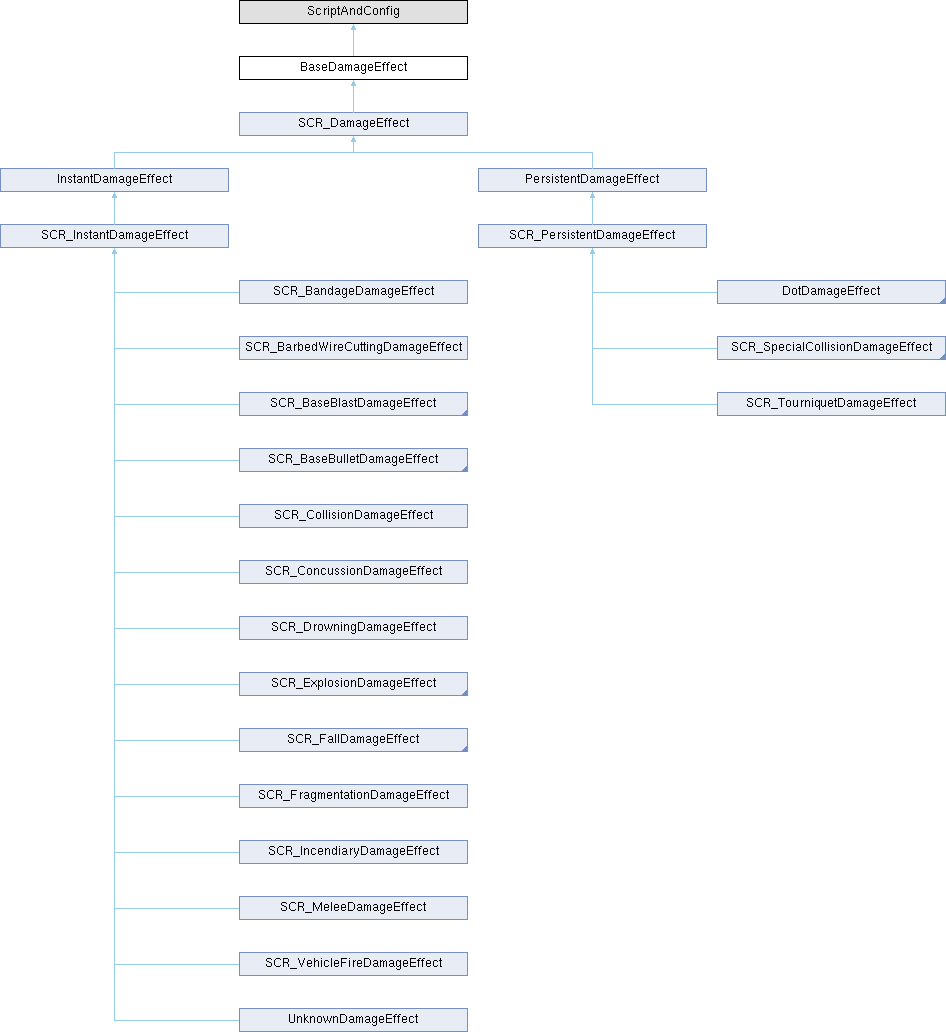 ScriptAndConfig
BaseDamageEffect
SCR_DamageEffect
InstantDamageEffect
PersistentDamageEffect
SCR_InstantDamageEffect
SCR_PersistentDamageEffect
SCR_BandageDamageEffect
DotDamageEffect
SCR_BarbedWireCuttingDamageEffect
SCR_SpecialCollisionDamageEffect
SCR_BaseBlastDamageEffect
SCR_TourniquetDamageEffect
SCR_BaseBulletDamageEffect
SCR_CollisionDamageEffect
SCR_ConcussionDamageEffect
SCR_DrowningDamageEffect
SCR_ExplosionDamageEffect
SCR_FallDamageEffect
SCR_FragmentationDamageEffect
SCR_IncendiaryDamageEffect
SCR_MeleeDamageEffect
SCR_VehicleFireDamageEffect
UnknownDamageEffect